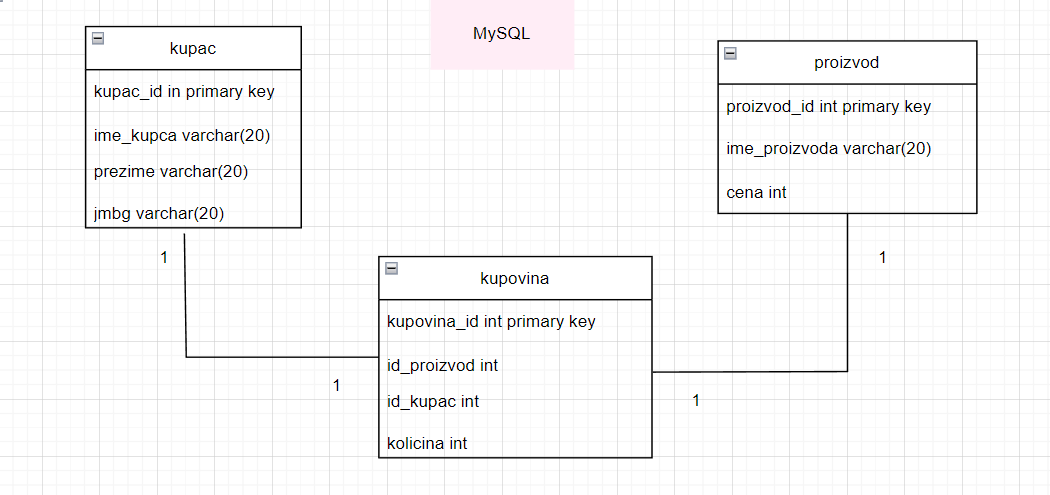 MySQL
kupac
kupac_id in primary key
ime_kupca varchar(20)
prezime varchar(20)
jmbg varchar(20)
proizvod
proizvod_id int primary key
ime_proizvoda varchar(20)
cena int
1
1
kupovina
kupovina_id int primary key
id_proizvod int
id_kupac int
kolicina int
1
1